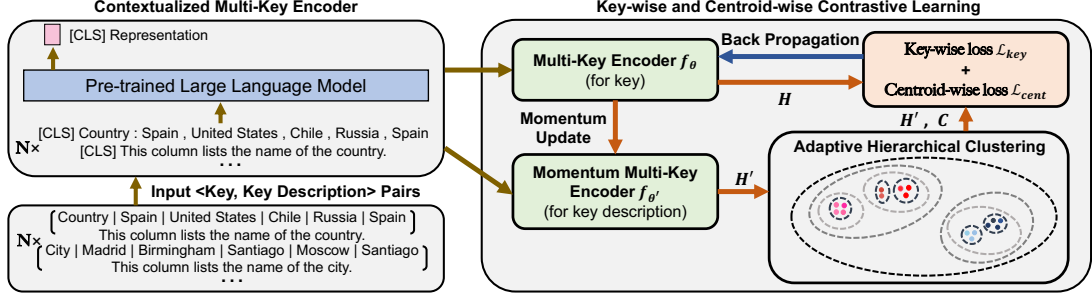 Contextualized Multi-Key Encoder
[CLS] Representation
Pre-trained Large Language Model
[CLS] Country : Spain , United States , Chile , Russia , Spain
N×
[CLS] This column lists the name of the country.
...
Input <Key, Key Description> Pairs
Country | Spain | United States | Chile | Russia | Spain
This column lists the name of the country.
N×
City | Madrid | Birmingham | Santiago | Moscow | Santiago
This column lists the name of the city.
...
Key-wise and Centroid-wise Contrastive Learning
Multi-Key Encoder fθ
(for key)
Back Propagation
H
Key-wise loss ℒkey
+
Centroid-wise loss ℒcent
Momentum
Update
H′ , C
Momentum Multi-Key
Encoder fθ′
(for key description)
H′
Adaptive Hierarchical Clustering